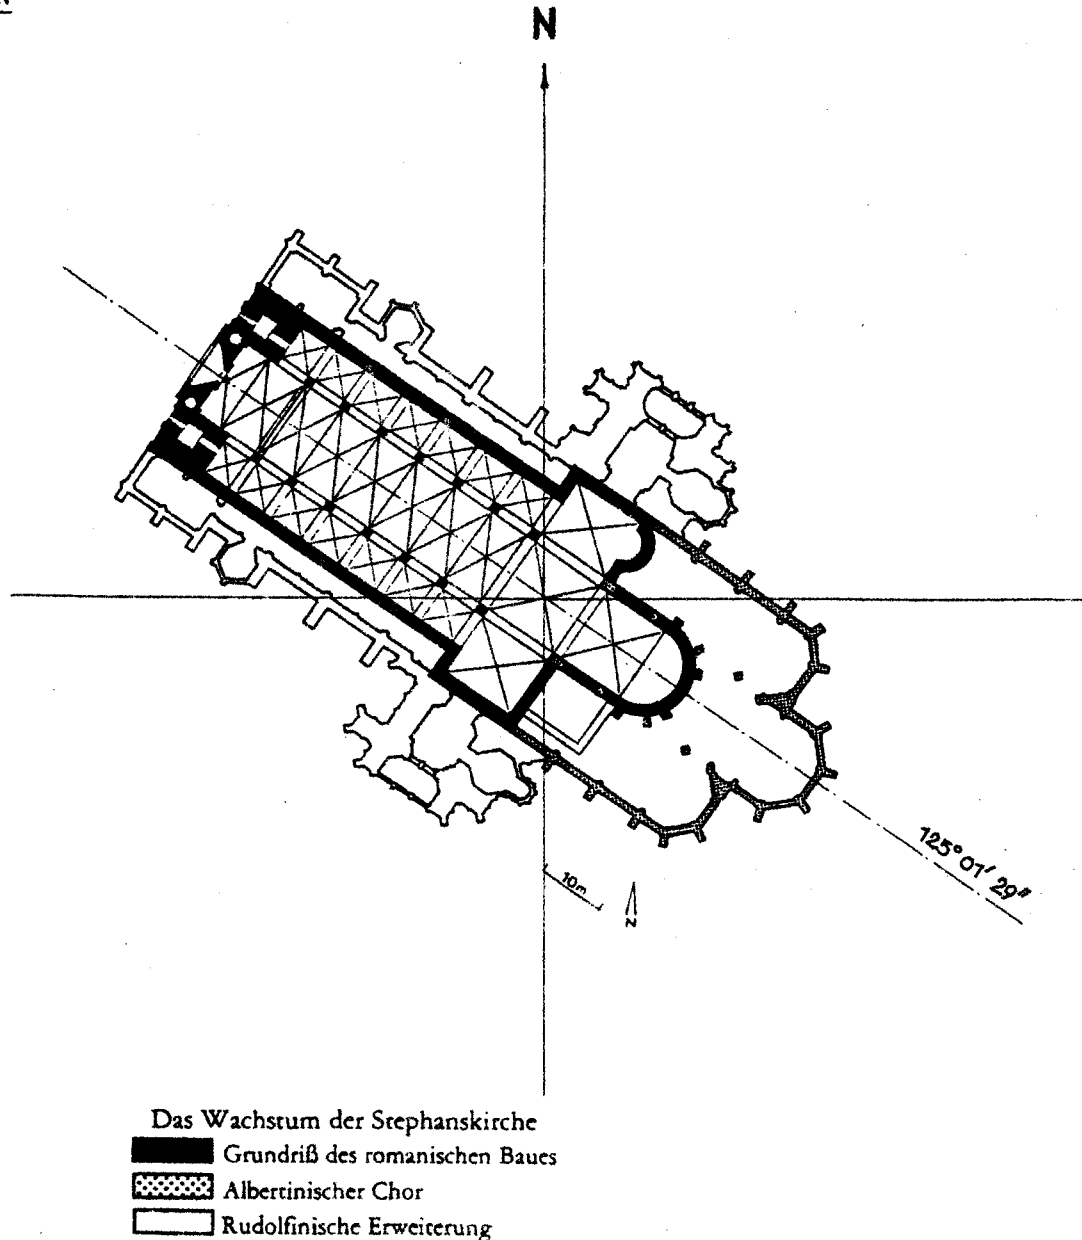 N
125° 01′ 29″
10m
N
Das Wachstum der Stephanskirche
Grundriß des romanischen Baues
Albertinischer Chor
Rudolfinische Erweiterung